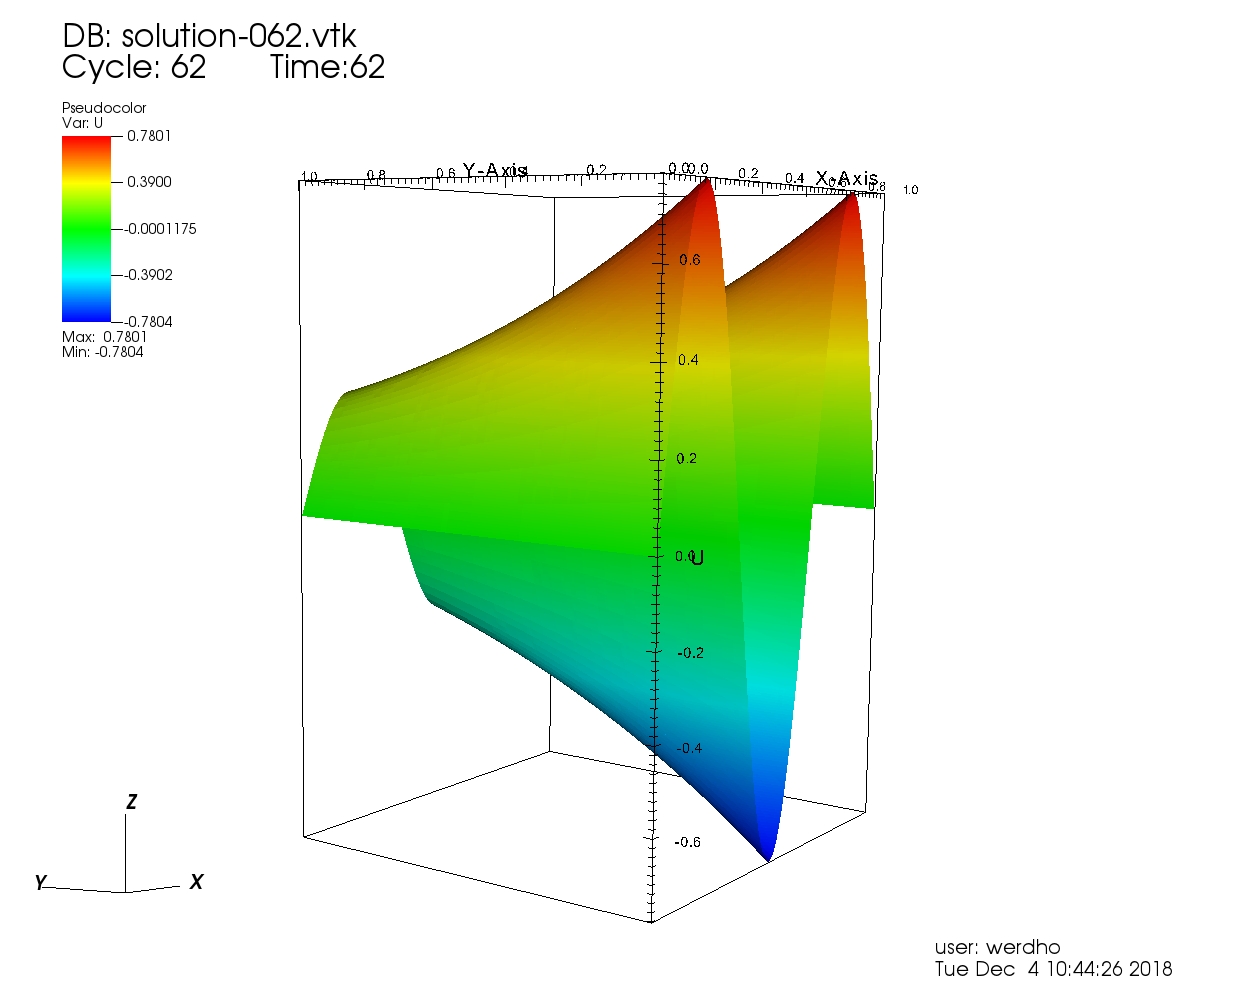 DB: solution-062.vtk
Cycle: 62 Time:62
Pseudocolor
Var: U
0.7801
0.3900
-0.0001175
-0.3902
-0.7804
Max: 0.7801
Min: -0.7804
1.0 0.8 0.6 Y-Axis 0.2 0.0
0.0 0.2 0.4 X-Axis 0.8 1.0
0.6
0.4
0.2
0.0 U
-0.2
-0.4
-0.6
Z
Y X
user: werdho
Tue Dec 4 10:44:26 2018